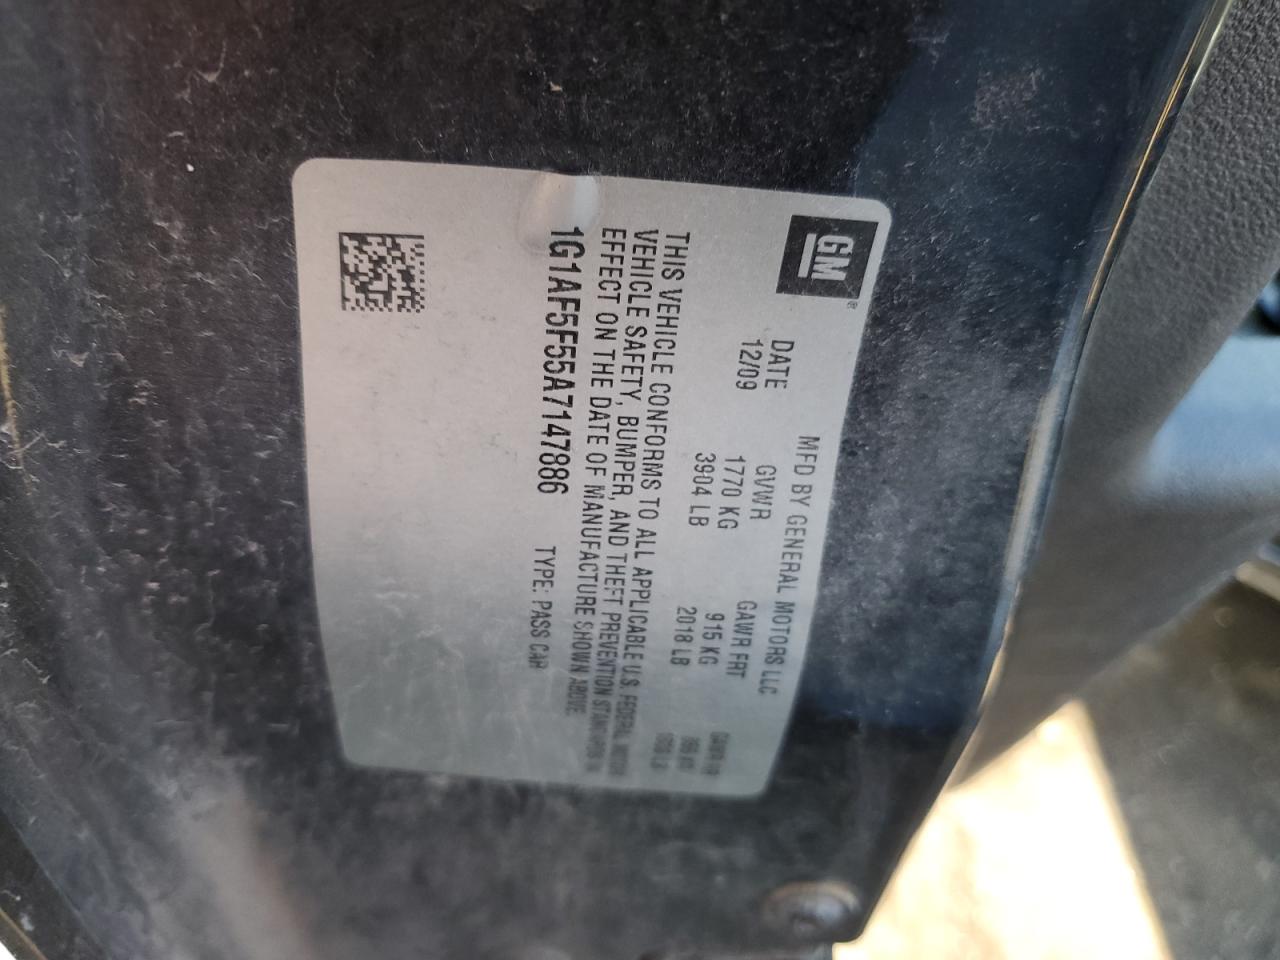 GM®
MFD BY GENERAL MOTORS LLC
DATE GVWR GAWR FRT GAWR RR
12/09 1770 KG 915 KG
3904 LB 2018 LB
THIS VEHICLE CONFORMS TO ALL APPLICABLE U.S. FEDERAL MOTOR
VEHICLE SAFETY, BUMPER, AND THEFT PREVENTION STANDARDS IN
EFFECT ON THE DATE OF MANUFACTURE SHOWN ABOVE.
1G1AF5F55A7147886 TYPE: PASS CAR